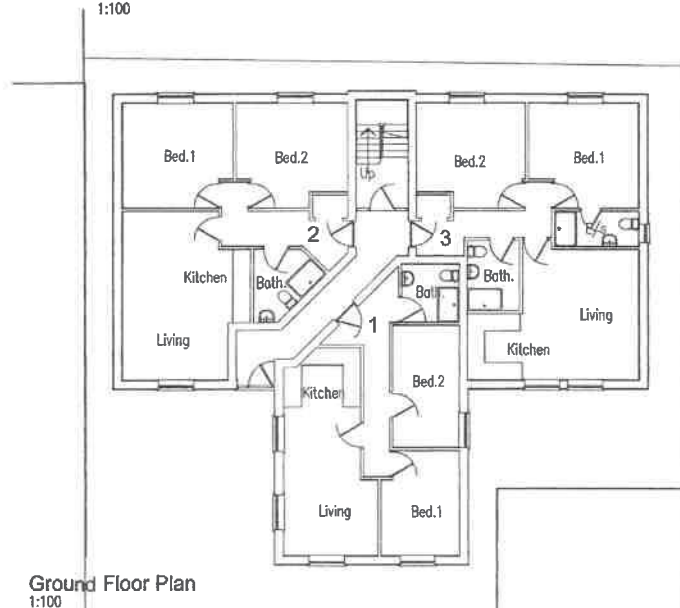 1:100
Bed.1
Bed.2
Bed.2
Bed.1
Up
2
3
E/s
Kitchen
Bath.
Bath.
Bath.
Living
1
Living
Kitchen
Kitchen
Bed.2
Living
Bed.1
Ground Floor Plan
1:100